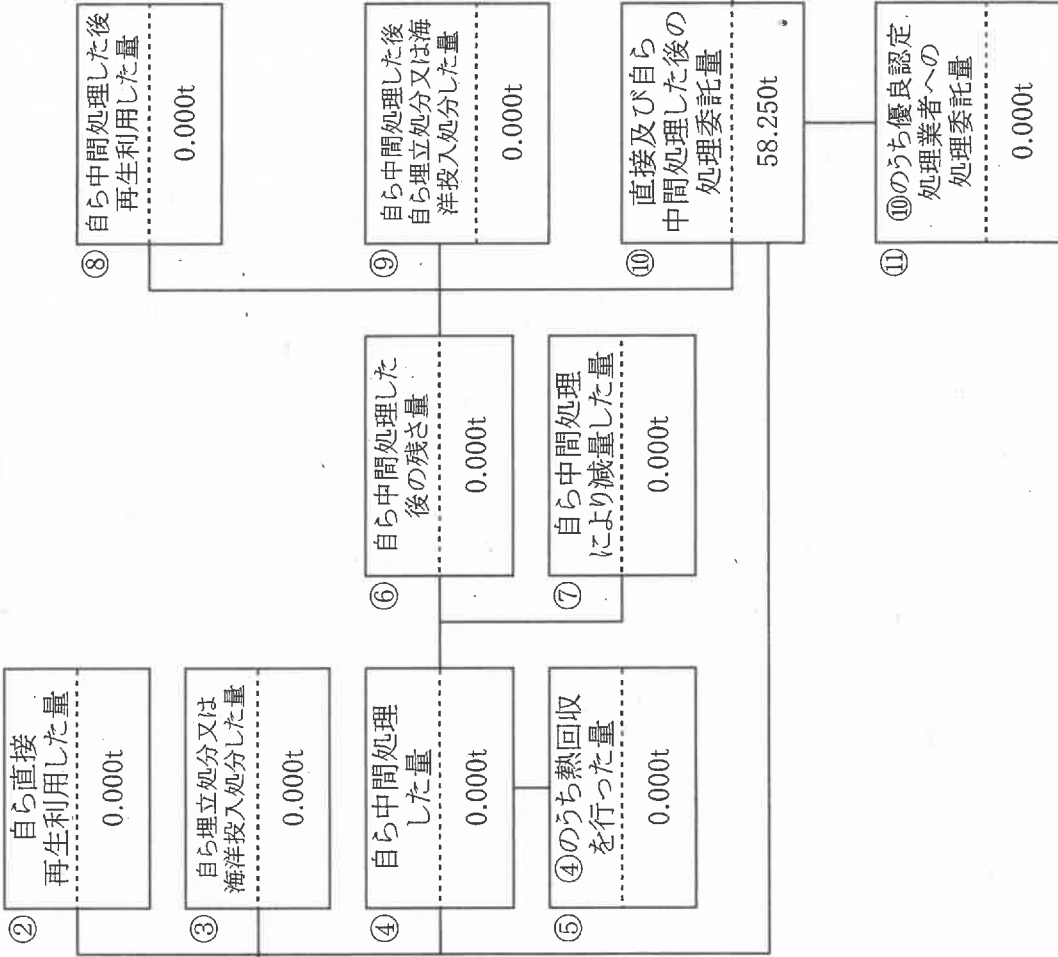 ②
自ら直接
再生利用した量
0.000t
③
自ら埋立処分又は
海洋投入処分した量
0.000t
④
自ら中間処理
した量
0.000t
⑤
④のうち熱回収
を行った量
0.000t
⑥
自ら中間処理した
後の残さ量
0.000t
⑦
自ら中間処理
により減量した量
0.000t
⑧
自ら中間処理した後
再生利用した量
0.000t
⑨
自ら中間処理した後
自ら埋立処分又は海
洋投入処分した量
0.000t
⑩
直接及び自ら
中間処理した後の
処理委託量
58.250t
⑪
⑩のうち優良認定
処理業者への
処理委託量
0.000t